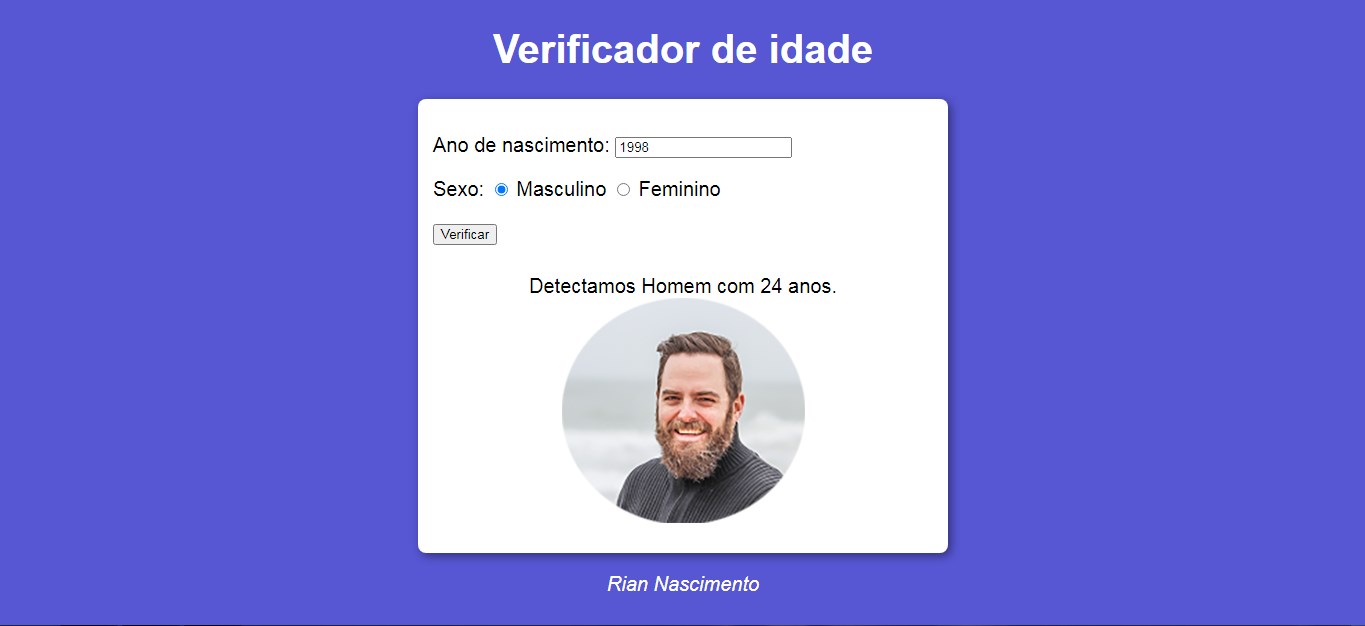 Verificador de idade
Ano de nascimento: 1998
Sexo: Masculino Feminino
Verificar
Detectamos Homem com 24 anos.
Rian Nascimento